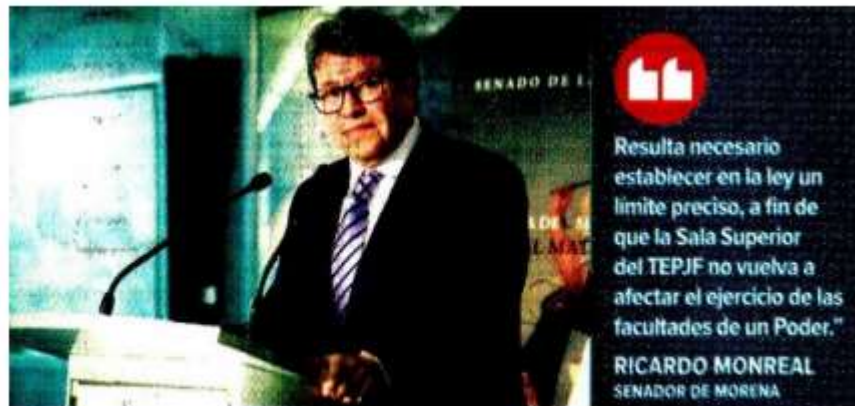 SENADO DE L
Resulta necesario
establecer en la ley un
límite preciso, a fin de
que la Sala Superior
del TEPJF no vuelva a
afectar el ejercicio de las
facultades de un Poder."
RICARDO MONREAL
SENADOR DE MORENA